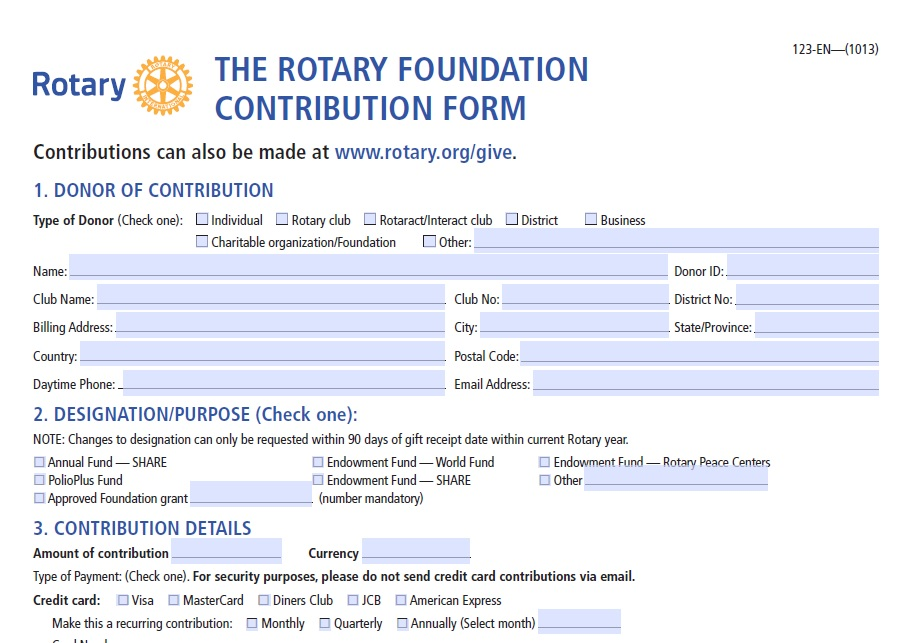 123-EN—(1013)
Rotary
ROTARY
INTERNATIONAL
THE ROTARY FOUNDATION
CONTRIBUTION FORM
Contributions can also be made at www.rotary.org/give.
1. DONOR OF CONTRIBUTION
Type of Donor (Check one): Individual Rotary club Rotaract/Interact club District Business
Charitable organization/Foundation Other:
Name: Donor ID:
Club Name: Club No: District No:
Billing Address: City: State/Province:
Country: Postal Code:
Daytime Phone: Email Address:
2. DESIGNATION/PURPOSE (Check one):
NOTE: Changes to designation can only be requested within 90 days of gift receipt date within current Rotary year.
Annual Fund — SHARE Endowment Fund — World Fund Endowment Fund — Rotary Peace Centers
PolioPlus Fund Endowment Fund — SHARE Other
Approved Foundation grant (number mandatory)
3. CONTRIBUTION DETAILS
Amount of contribution Currency
Type of Payment: (Check one). For security purposes, please do not send credit card contributions via email.
Credit card: Visa MasterCard Diners Club JCB American Express
Make this a recurring contribution: Monthly Quarterly Annually (Select month)